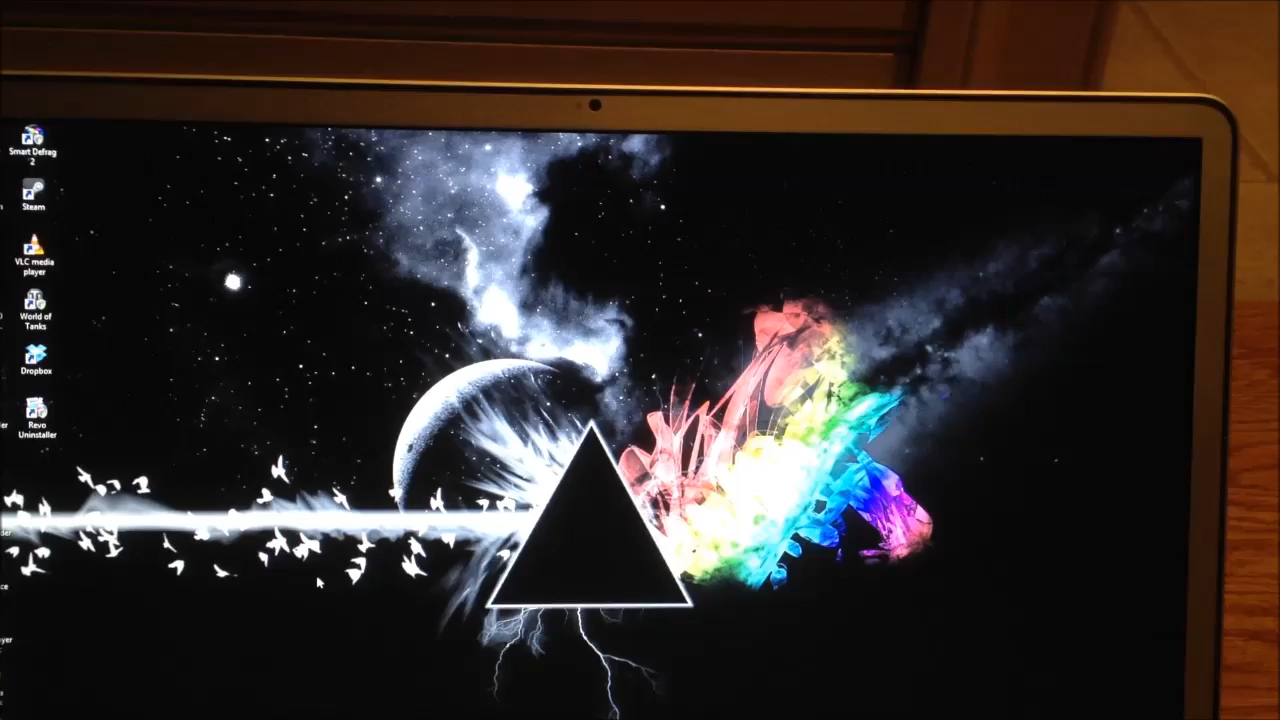 Smart Defrag
2
Steam
VLC media
player
World of
Tanks
Dropbox
Revo
Uninstaller